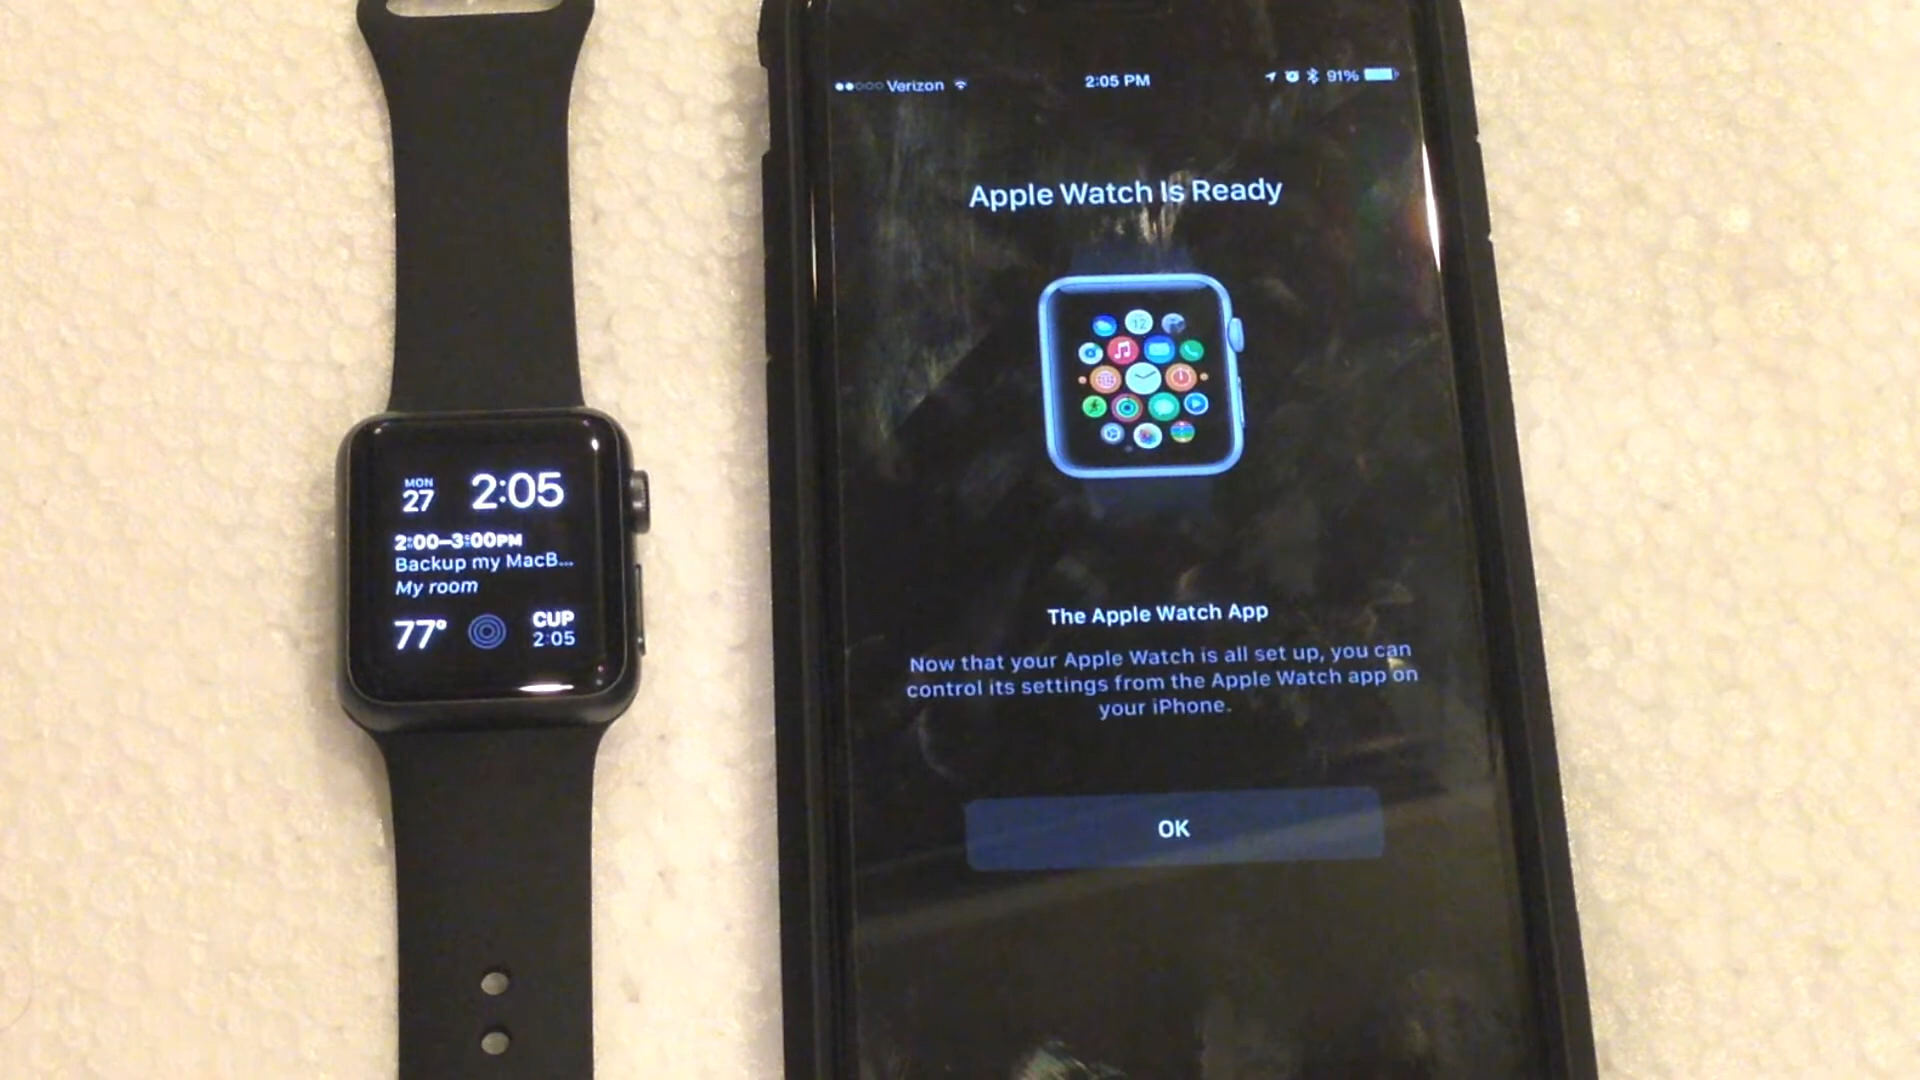 MON
27
2:05
2:00–3:00PM
Backup my MacB...
My room
77°
CUP
2:05
Verizon
2:05 PM
91%
Apple Watch Is Ready
12
The Apple Watch App
Now that your Apple Watch is all set up, you can
control its settings from the Apple Watch app on
your iPhone.
OK